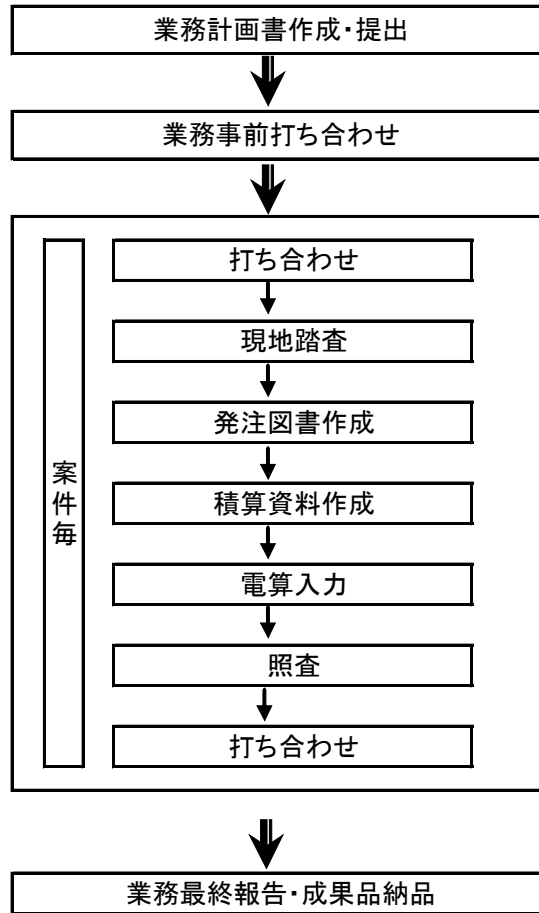 業務計画書作成・提出
業務事前打ち合わせ
案件毎
打ち合わせ
現地踏査
発注図書作成
積算資料作成
電算入力
照査
打ち合わせ
業務最終報告・成果品納品